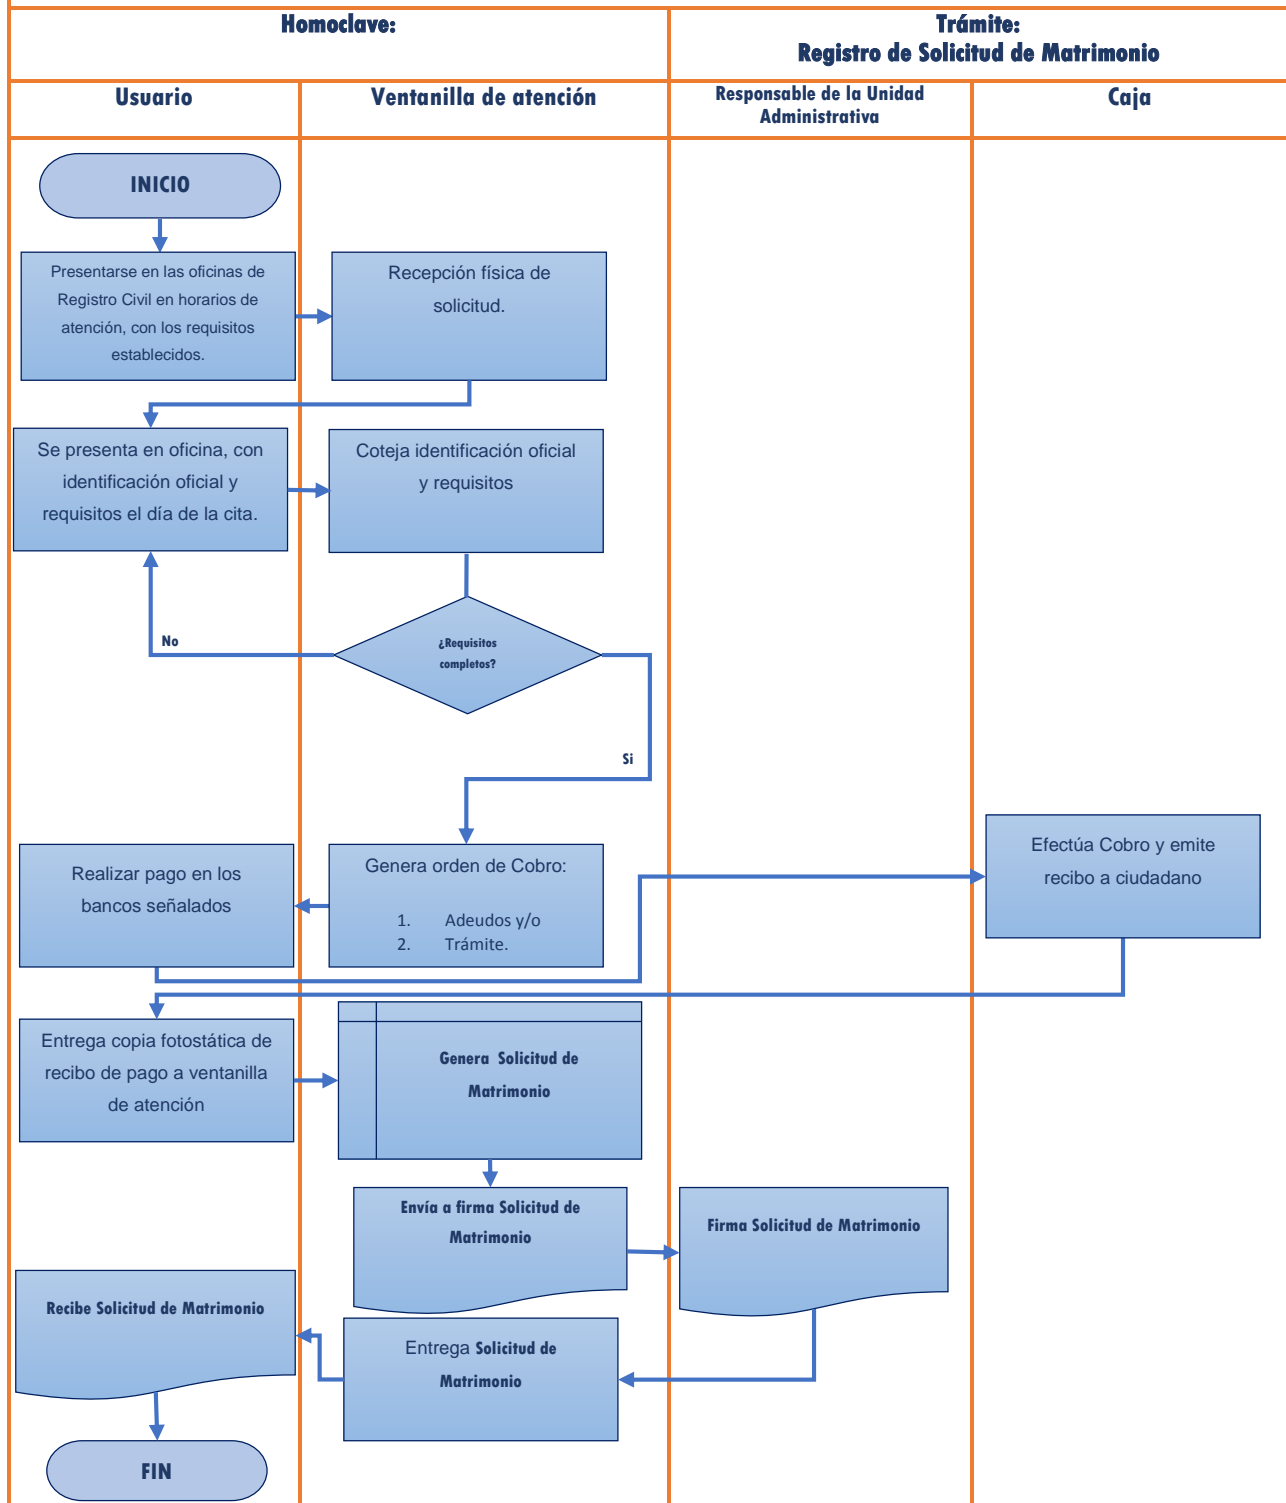 Homoclave:
Trámite:
Registro de Solicitud de Matrimonio
Usuario
Ventanilla de atención
Responsable de la Unidad
Administrativa
Caja
INICIO
Presentarse en las oficinas de
Registro Civil en horarios de
atención, con los requisitos
establecidos.
Recepción física de
solicitud.
Se presenta en oficina, con
identificación oficial y
requisitos el día de la cita.
Coteja identificación oficial
y requisitos
¿Requisitos
completos?
No
Si
Genera orden de Cobro:
1. Adeudos y/o
2. Trámite.
Realizar pago en los
bancos señalados
Efectúa Cobro y emite
recibo a ciudadano
Entrega copia fotostática de
recibo de pago a ventanilla
de atención
Genera Solicitud de
Matrimonio
Envía a firma Solicitud de
Matrimonio
Firma Solicitud de Matrimonio
Entrega Solicitud de
Matrimonio
Recibe Solicitud de Matrimonio
FIN